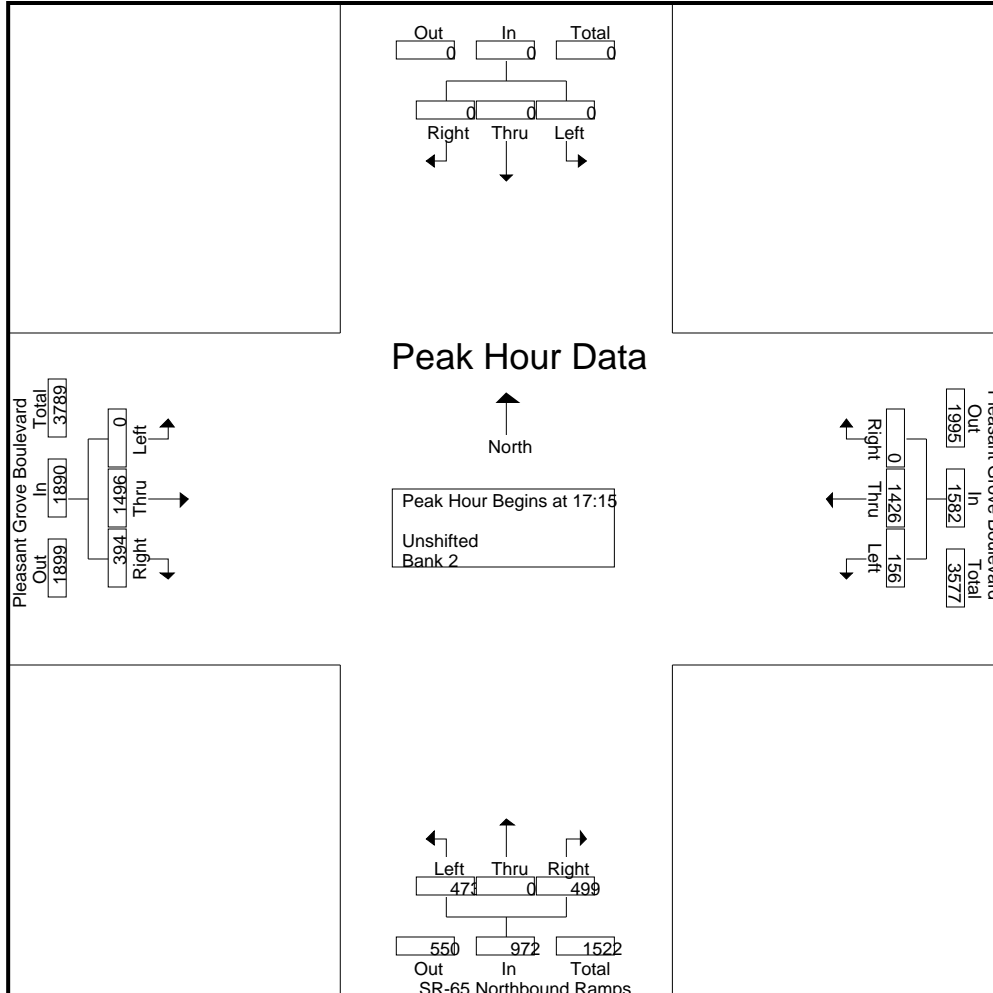 Out In Total
0 0 0
0 0 0
Right Thru Left
Peak Hour Data
North
Peak Hour Begins at 17:15
Unshifted
Bank 2
Pleasant Grove Boulevard
Out In Total
1899 1890 3789
Right Thru Left
394 1496 0
Pleasant Grove Boulevard
Out In Total
1995 1582 3577
Right Thru Left
0 1426 156
Left Thru Right
473 0 499
550 972 1522
Out In Total
SR-65 Northbound Ramps